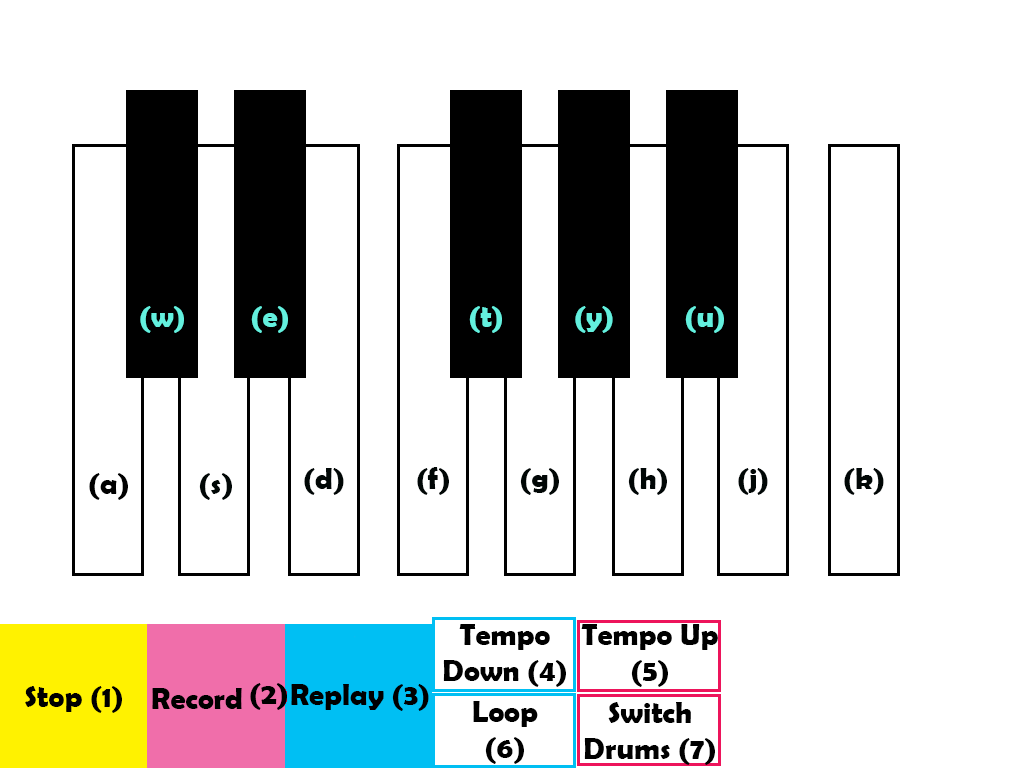 (w) (e) (t) (y) (u)
(a) (s) (d) (f) (g) (h) (j) (k)
Stop (1)
Record (2)
Replay (3)
Tempo
Down (4)
Tempo Up
(5)
Loop
(6)
Switch
Drums (7)